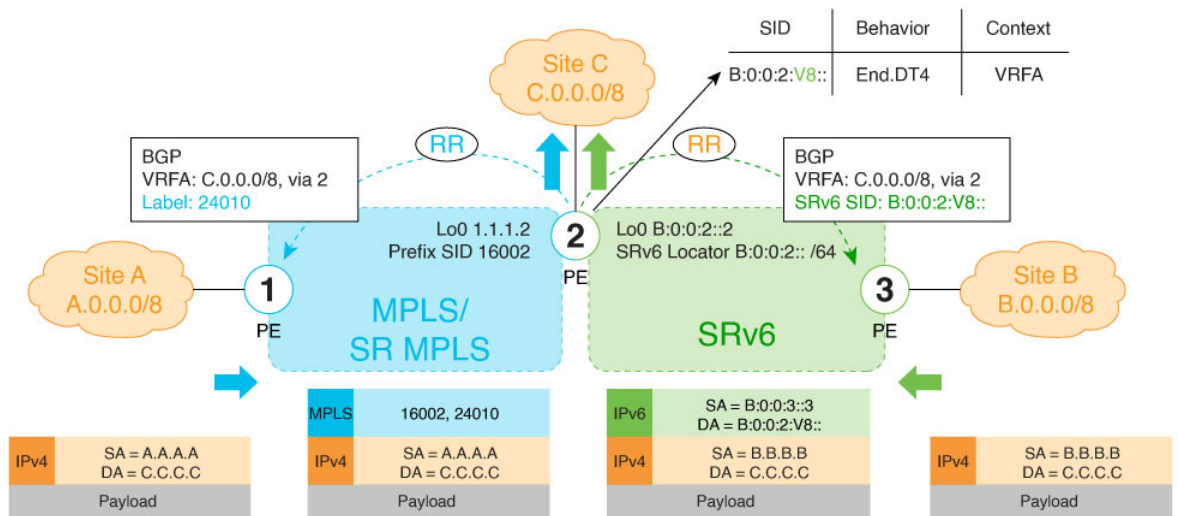 SID Behavior Context
B:0:0:2:V8:: End.DT4 VRFA
Site C
C.0.0.0/8
RR
RR
BGP
VRFA: C.0.0.0/8, via 2
Label: 24010
BGP
VRFA: C.0.0.0/8, via 2
SRv6 SID: B:0:0:2:V8::
Lo0 1.1.1.2
Prefix SID 16002
2
PE
Lo0 B:0:0:2::2
SRv6 Locator B:0:0:2:: /64
Site A
A.0.0.0/8
1
PE
MPLS/
SR MPLS
SRv6
3
PE
Site B
B.0.0.0/8
MPLS 16002, 24010
IPv6
SA = B:0:0:3::3
DA = B:0:0:2:V8::
IPv4
SA = A.A.A.A
DA = C.C.C.C
Payload
IPv4
SA = A.A.A.A
DA = C.C.C.C
Payload
IPv4
SA = B.B.B.B
DA = C.C.C.C
Payload
IPv4
SA = B.B.B.B
DA = C.C.C.C
Payload